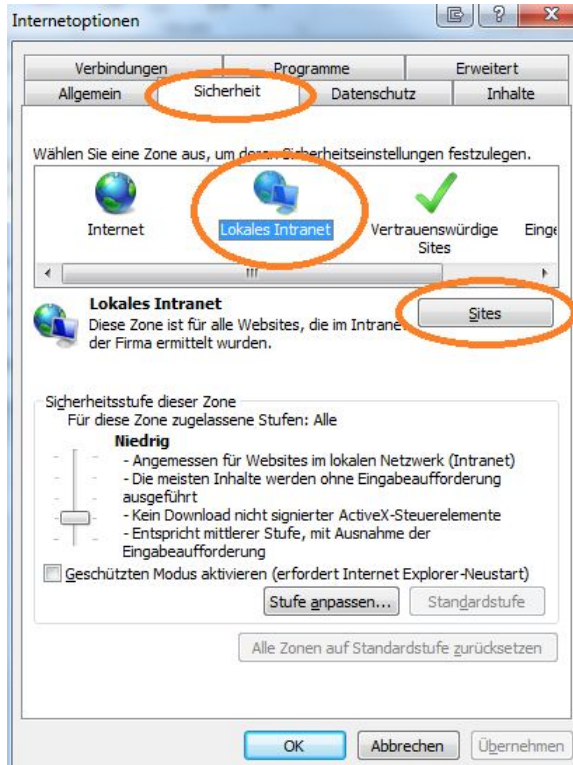 Internetoptionen
Verbindungen Programme Erweitert
Allgemein Sicherheit Datenschutz Inhalte
Wählen Sie eine Zone aus, um deren Sicherheitseinstellungen festzulegen.
Internet Lokales Intranet Vertrauenswürdige Sites Einge
Lokales Intranet
Sites
Diese Zone ist für alle Websites, die im Intrane
der Firma ermittelt wurden.
Sicherheitsstufe dieser Zone
Für diese Zone zugelassene Stufen: Alle
Niedrig
- Angemessen für Websites im lokalen Netzwerk (Intranet)
- Die meisten Inhalte werden ohne Eingabeaufforderung
ausgeführt
- Kein Download nicht signierter ActiveX-Steuerelemente
- Entspricht mittlerer Stufe, mit Ausnahme der
Eingabeaufforderung
Geschützten Modus aktivieren (erfordert Internet Explorer-Neustart)
Stufe anpassen... Standardstufe
Alle Zonen auf Standardstufe zurücksetzen
OK Abbrechen Übernehmen